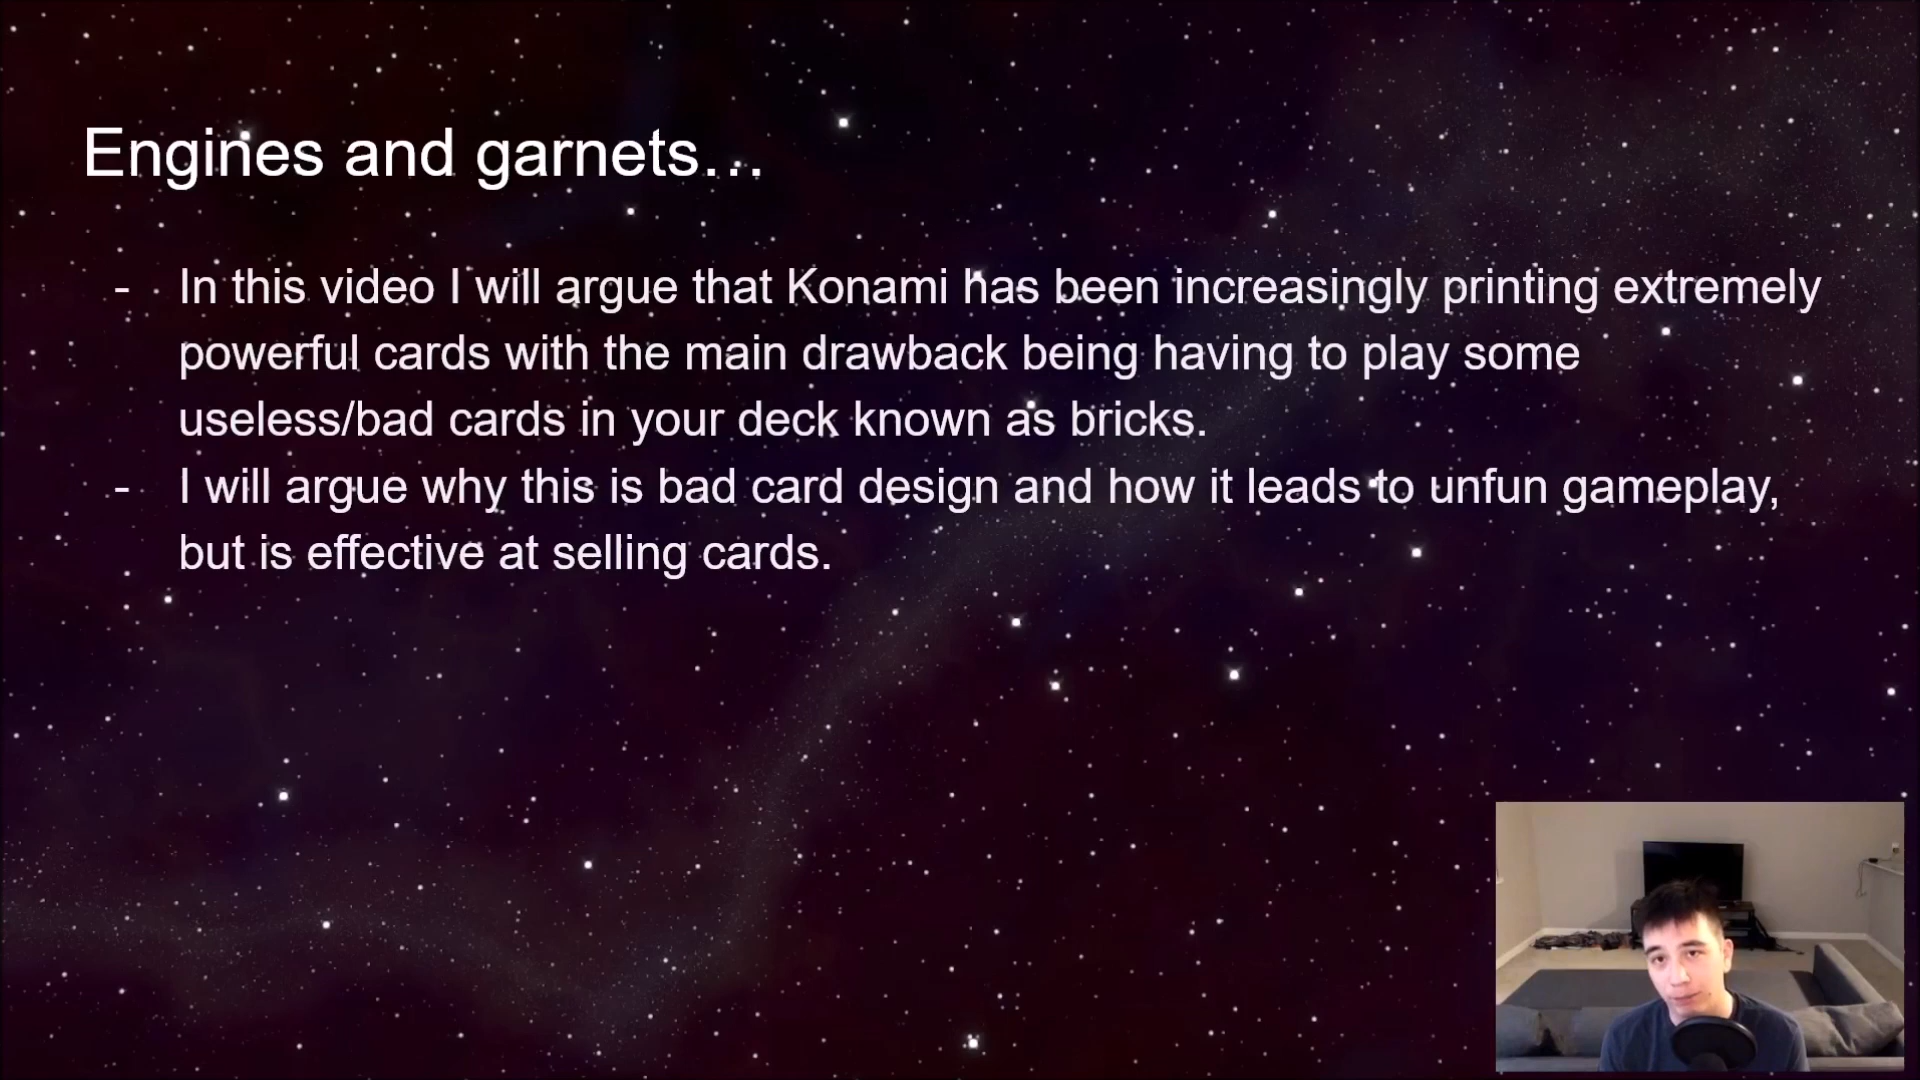 Engines and garnets...
- In this video I will argue that Konami has been increasingly printing extremely
powerful cards with the main drawback being having to play some
useless/bad cards in your deck known as bricks.
- I will argue why this is bad card design and how it leads to unfun gameplay,
but is effective at selling cards.